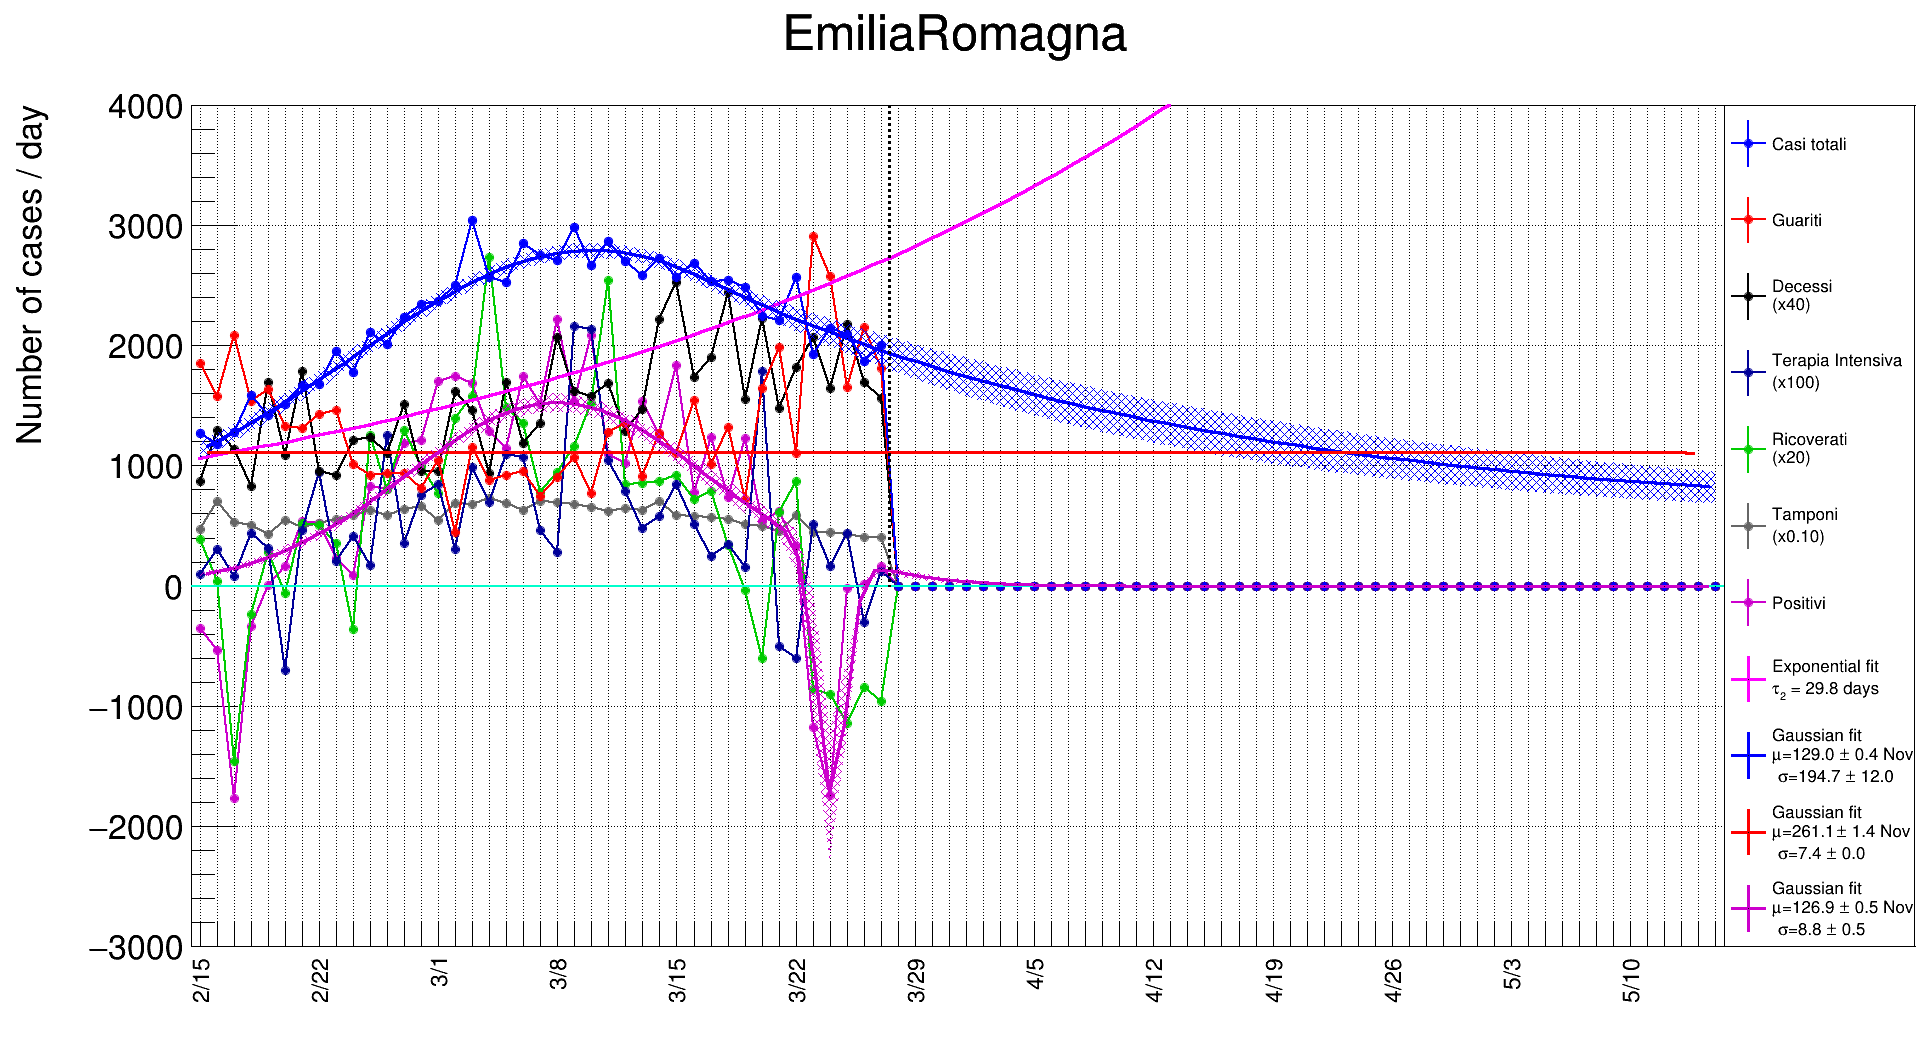 EmiliaRomagna
Number of cases / day
4000
3000
2000
1000
0
−1000
−2000
−3000
2/15
2/22
3/1
3/8
3/15
3/22
3/29
4/5
4/12
4/19
4/26
5/3
5/10
Casi totali
Guariti
Decessi
(x40)
Terapia Intensiva
(x100)
Ricoverati
(x20)
Tamponi
(x0.10)
Positivi
Exponential fit
τ2 = 29.8 days
Gaussian fit
μ=129.0 ± 0.4 Nov
σ=194.7 ± 12.0
Gaussian fit
μ=261.1 ± 1.4 Nov
σ=7.4 ± 0.0
Gaussian fit
μ=126.9 ± 0.5 Nov
σ=8.8 ± 0.5